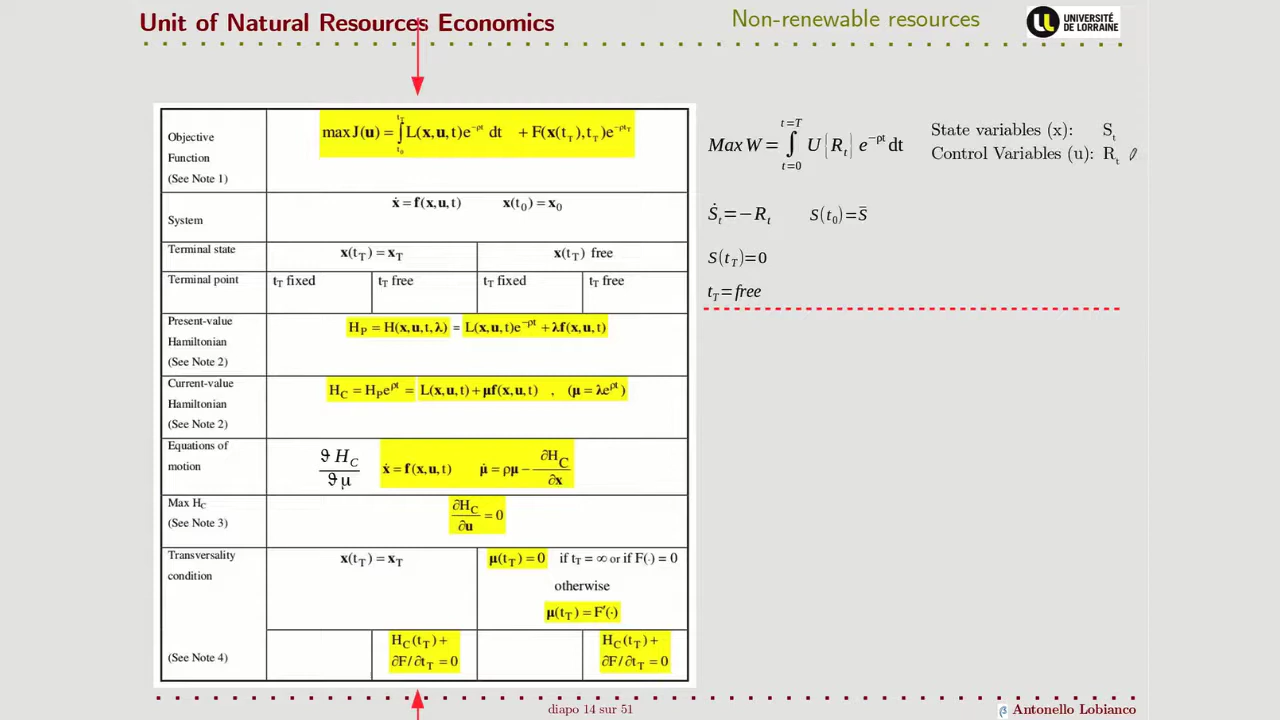 Unit of Natural Resources Economics
Non-renewable resources
UNIVERSITÉ
DE LORRAINE
Objective
Function
(See Note 1)
max J(u) = ∫_{t₀}^{t_T} L(x,u,t)e^{−ρt} dt + F(x(t_T),t_T)e^{−ρt_T}
System
ẋ = f(x,u,t) x(t₀) = x₀
Terminal state
x(t_T) = x_T
x(t_T) free
Terminal point
t_T fixed
t_T free
t_T fixed
t_T free
Present-value
Hamiltonian
(See Note 2)
H_P = H(x,u,t,λ) = L(x,u,t)e^{−ρt} + λf(x,u,t)
Current-value
Hamiltonian
(See Note 2)
H_C = H_P e^{ρt} = L(x,u,t) + μf(x,u,t) , (μ = λe^{ρt})
Equations of
motion
ϑ H_C / ϑ μ ẋ = f(x,u,t) μ̇ = ρμ − ∂H_C/∂x
Max H_C
(See Note 3)
∂H_C/∂u = 0
Transversality
condition
x(t_T) = x_T
μ(t_T) = 0 if t_T = ∞ or if F(·) = 0
otherwise
μ(t_T) = F′(·)
(See Note 4)
H_C(t_T) +
∂F/∂t_T = 0
H_C(t_T) +
∂F/∂t_T = 0
Max W = ∫_{t=0}^{t=T} U{R_t} e^{−ρt} dt
State variables (x): S_t
Control Variables (u): R_t
Ṡ_t = −R_t S(t₀) = S̄
S(t_T) = 0
t_T = free
diapo 14 sur 51
Antonello Lobianco